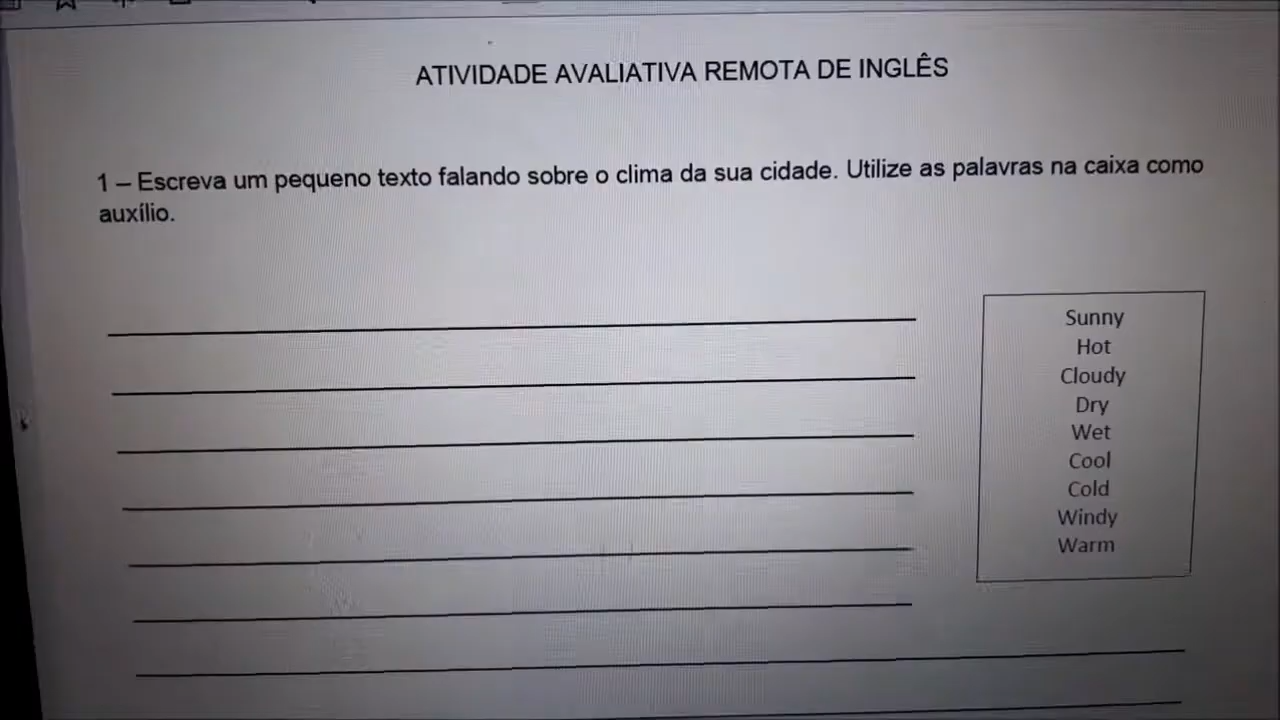 ATIVIDADE AVALIATIVA REMOTA DE INGLÊS
1 – Escreva um pequeno texto falando sobre o clima da sua cidade. Utilize as palavras na caixa como
auxílio.
Sunny
Hot
Cloudy
Dry
Wet
Cool
Cold
Windy
Warm